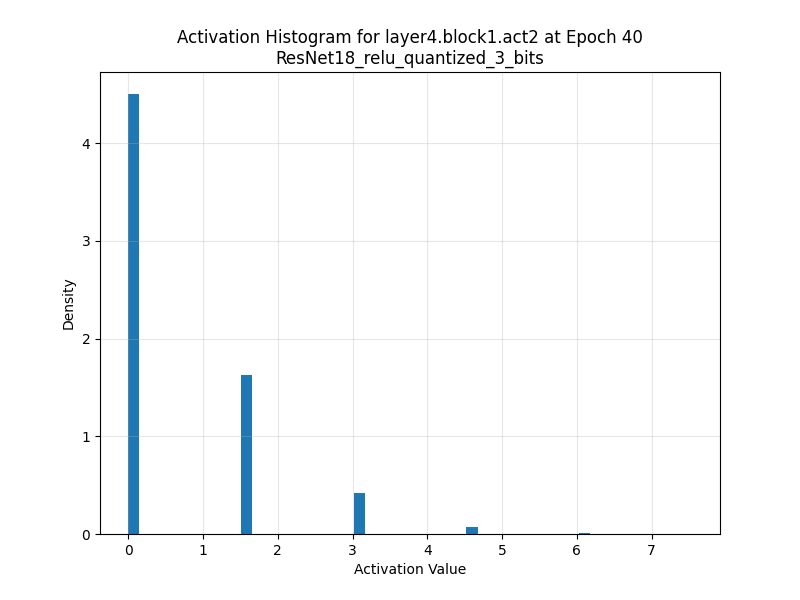 Activation Histogram for layer4.block1.act2 at Epoch 40
ResNet18_relu_quantized_3_bits
4
3
2
1
0
Density
0 1 2 3 4 5 6 7
Activation Value